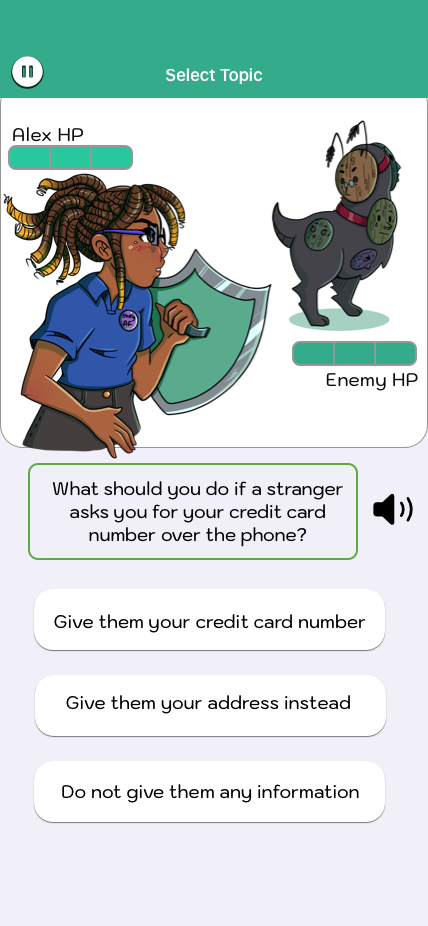 Select Topic
Alex HP
Enemy HP
What should you do if a stranger
asks you for your credit card
number over the phone?
Give them your credit card number
Give them your address instead
Do not give them any information